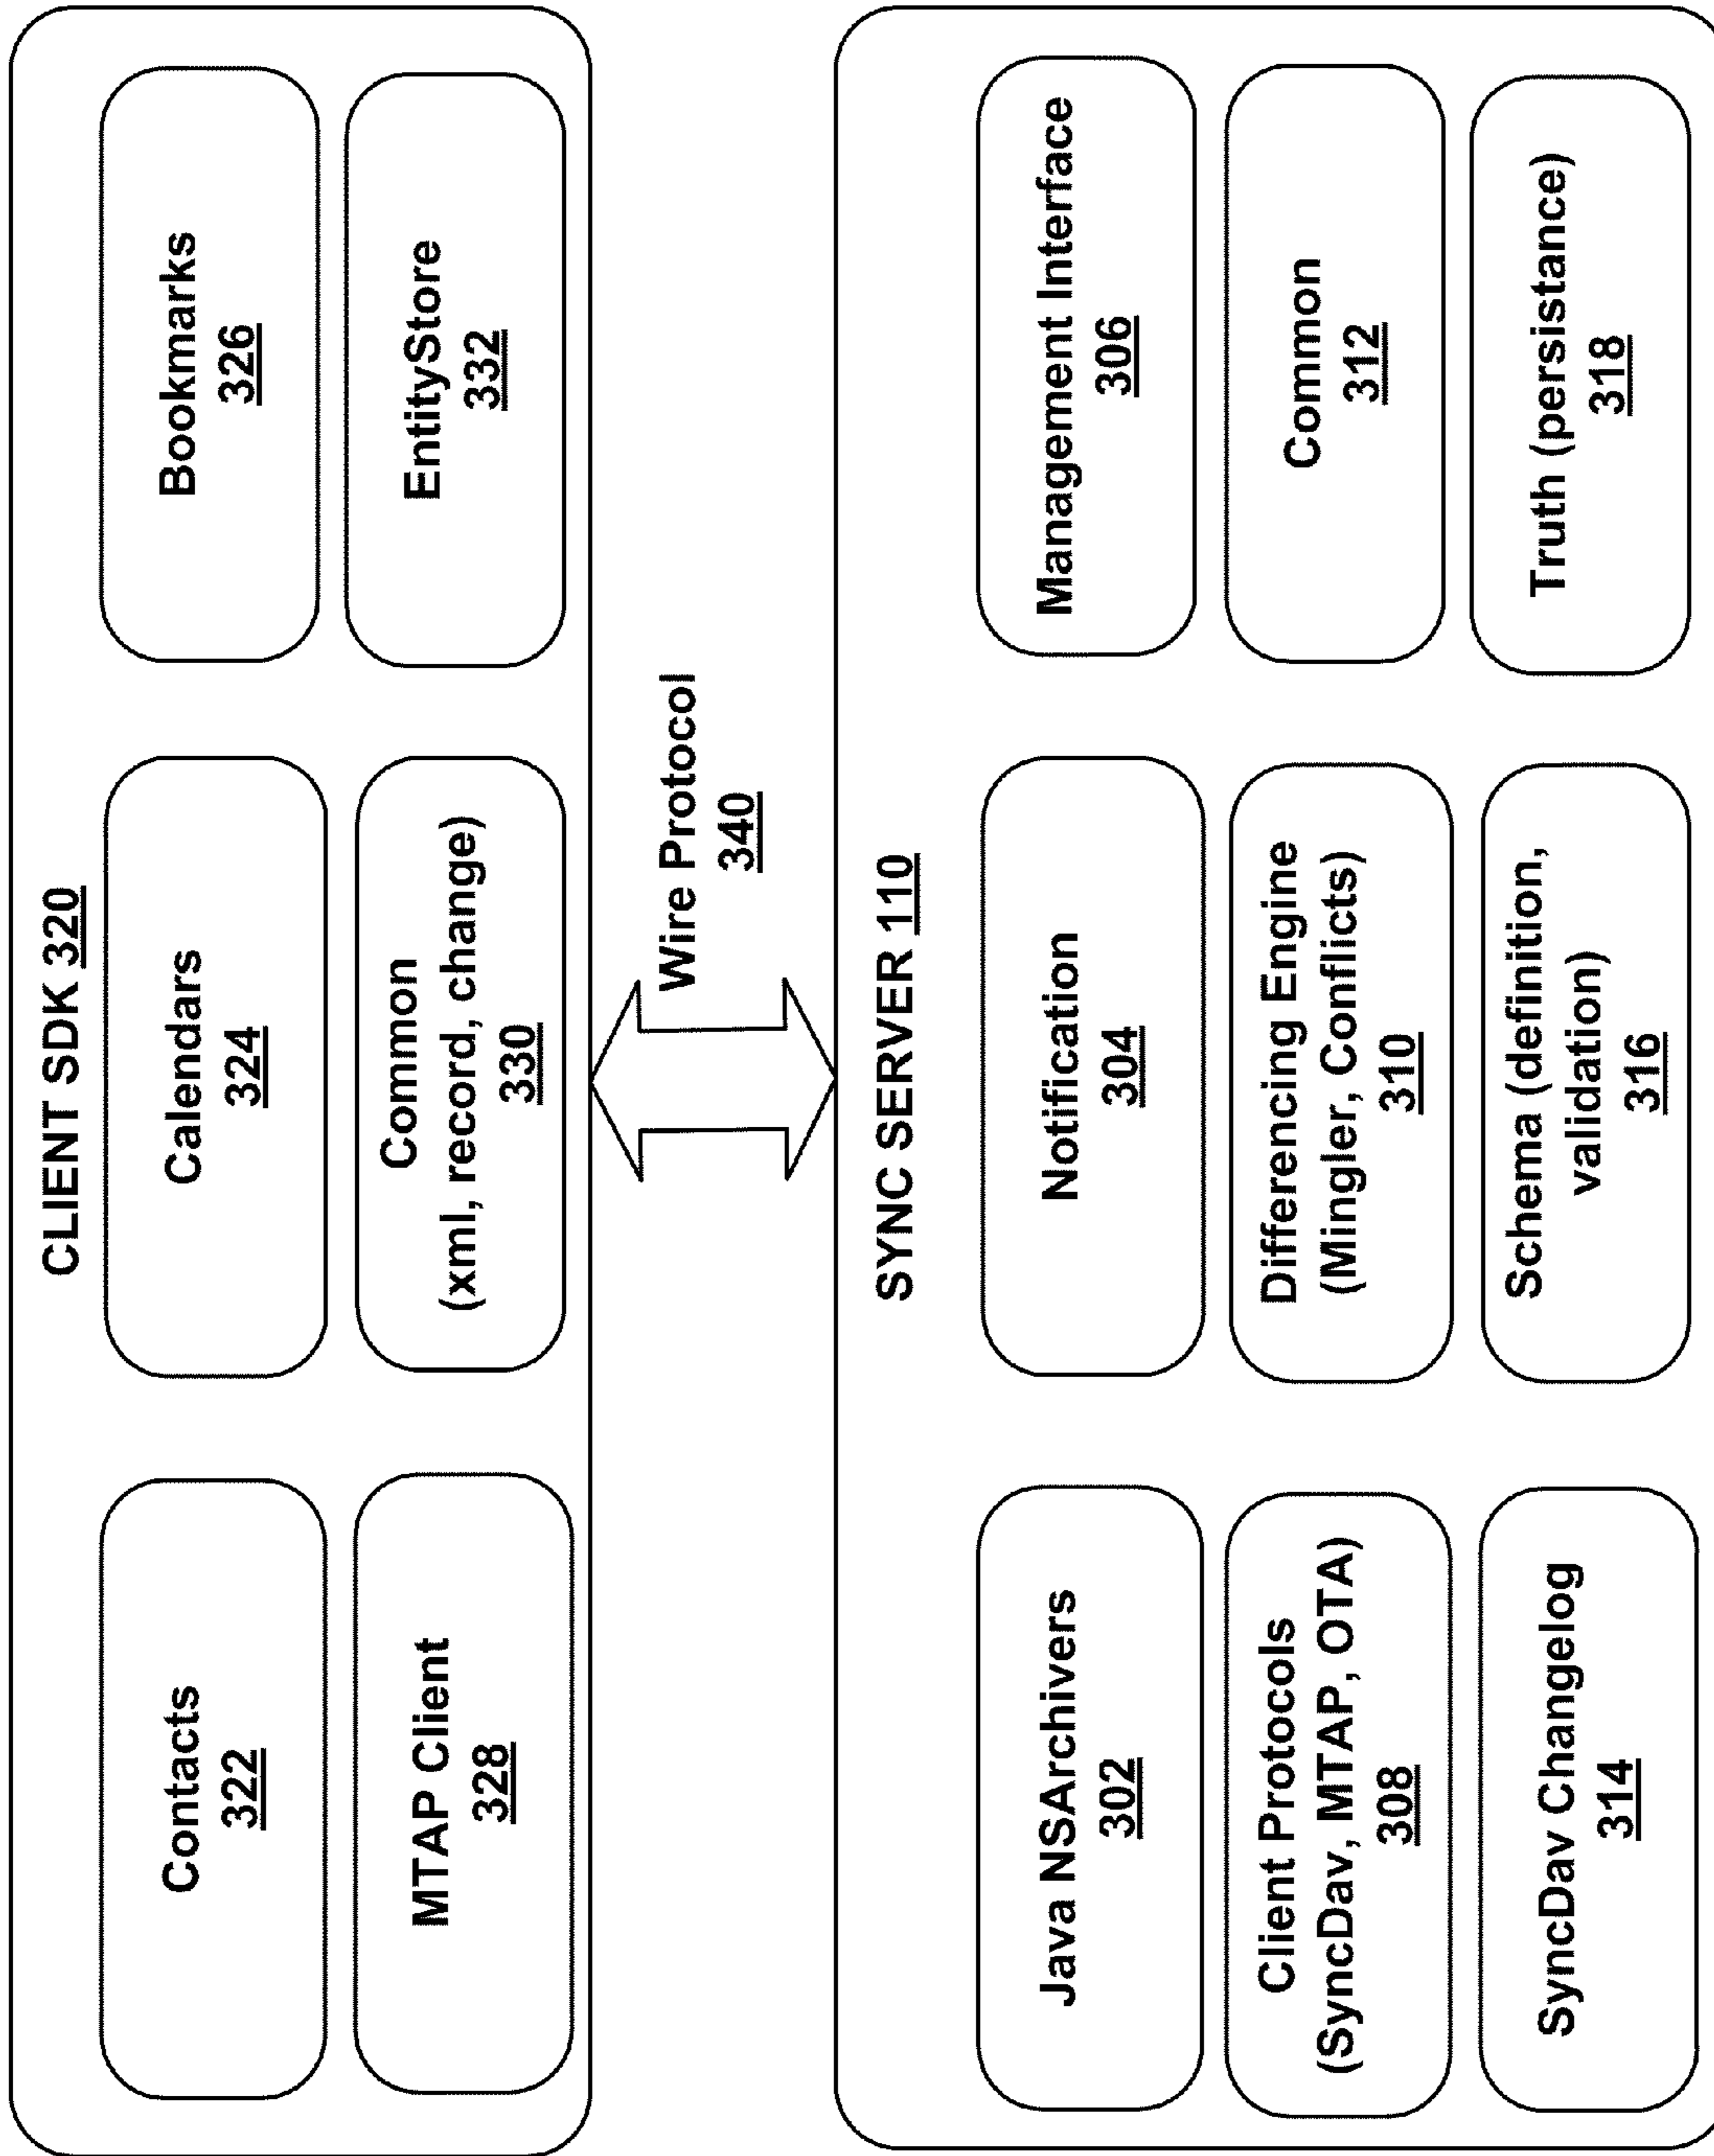 CLIENT SDK 320
Contacts
322
Calendars
324
Bookmarks
326
MTAP Client
328
Common
(xml, record, change)
330
EntityStore
332
Wire Protocol
340
SYNC SERVER 110
Java NSArchivers
302
Notification
304
Management Interface
306
Client Protocols
(SyncDav, MTAP, OTA)
308
Differencing Engine
(Mingler, Conflicts)
310
Common
312
SyncDav Changelog
314
Schema (definition,
validation)
316
Truth (persistance)
318